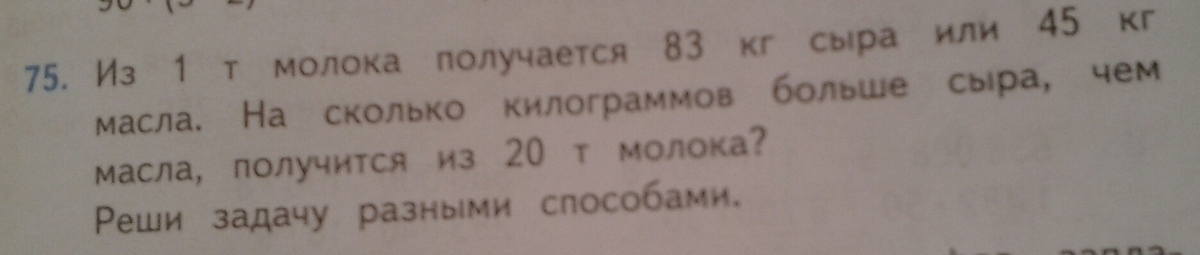 75. Из 1 т молока получается 83 кг сыра или 45 кг
масла. На сколько килограммов больше сыра, чем
масла, получится из 20 т молока?
Реши задачу разными способами.